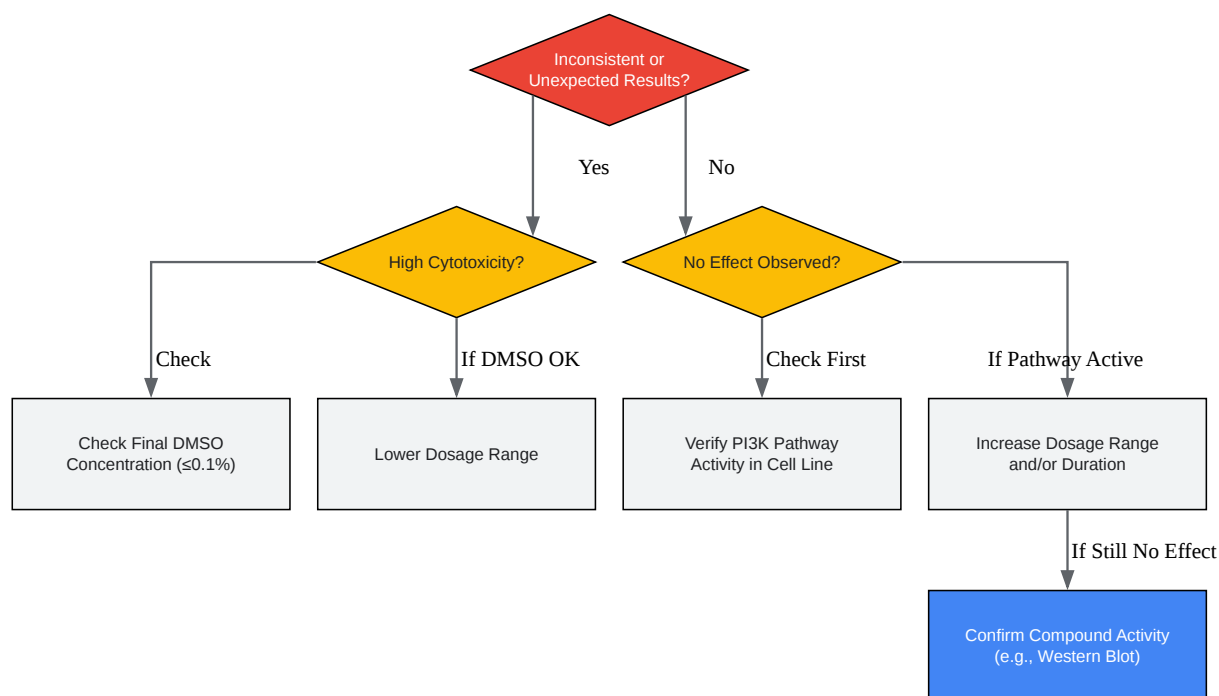 Inconsistent or
Unexpected Results?
Yes
No
High Cytotoxicity?
No Effect Observed?
Check
If DMSO OK
Check First
If Pathway Active
Check Final DMSO
Concentration (≤0.1%)
Lower Dosage Range
Verify PI3K Pathway
Activity in Cell Line
Increase Dosage Range
and/or Duration
If Still No Effect
Confirm Compound Activity
(e.g., Western Blot)